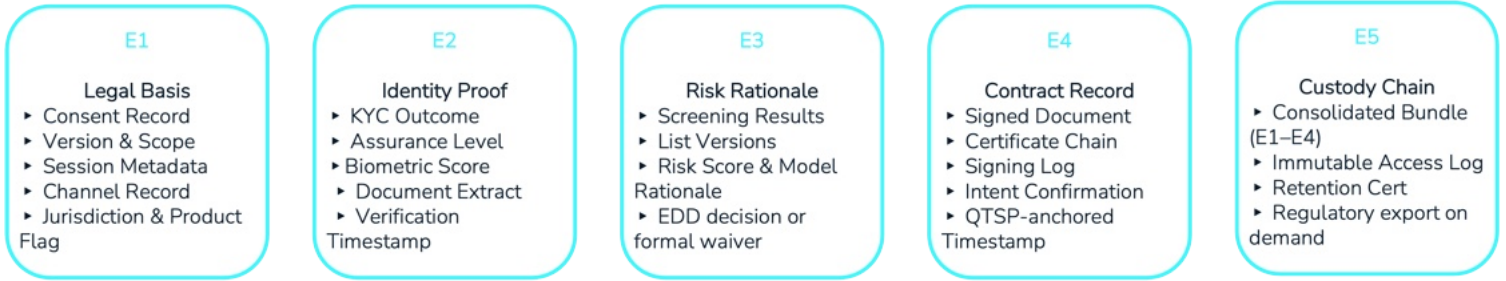 E1
Legal Basis
▸ Consent Record
▸ Version & Scope
▸ Session Metadata
▸ Channel Record
▸ Jurisdiction & Product
Flag
E2
Identity Proof
▸ KYC Outcome
▸ Assurance Level
▸ Biometric Score
▸ Document Extract
▸ Verification
Timestamp
E3
Risk Rationale
▸ Screening Results
▸ List Versions
▸ Risk Score & Model
Rationale
▸ EDD decision or
formal waiver
E4
Contract Record
▸ Signed Document
▸ Certificate Chain
▸ Signing Log
▸ Intent Confirmation
▸ QTSP-anchored
Timestamp
E5
Custody Chain
▸ Consolidated Bundle
(E1–E4)
▸ Immutable Access Log
▸ Retention Cert
▸ Regulatory export on
demand